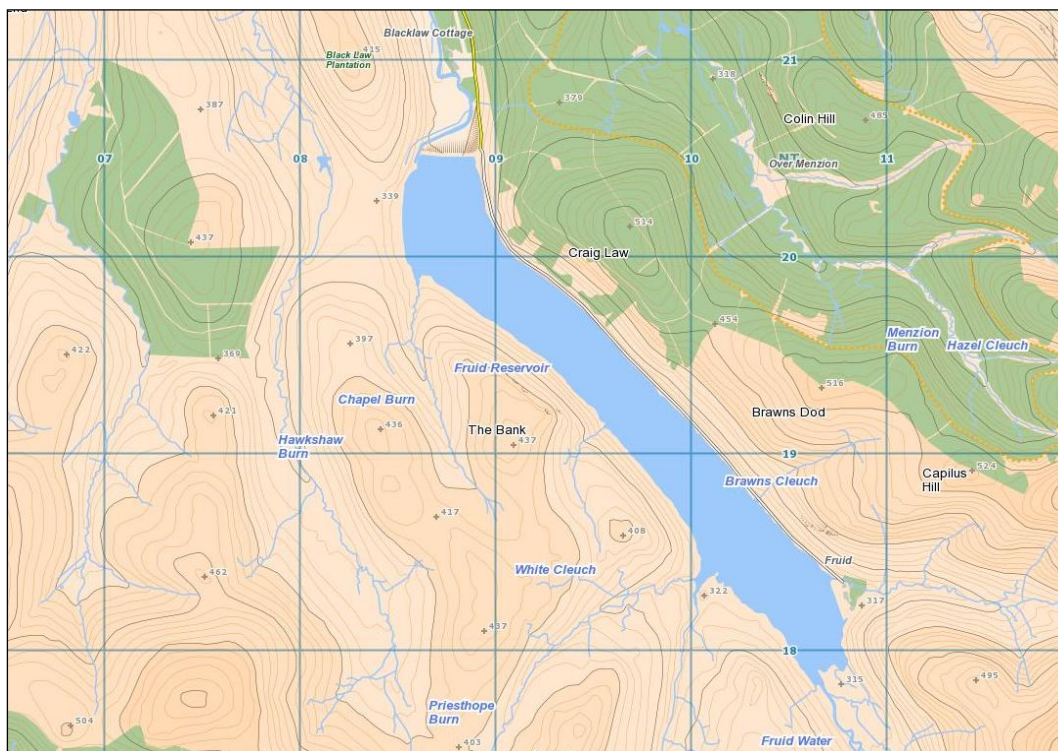 Blacklaw Cottage
415
Black Law
Plantation
21
318
379
387
Colin Hill
485
07
08
09
10
NT
11
Over Menzion
339
514
437
Craig Law
20
454
397
Menzion
Burn
Hazel Cleuch
422
369
Fruid Reservoir
516
Chapel Burn
421
Brawns Dod
436
The Bank
437
Hawkshaw
Burn
19
Capilus
Hill
524
Brawns Cleuch
417
408
Fruid
White Cleuch
462
322
317
437
18
315
495
Priesthope
Burn
504
Fruid Water
403